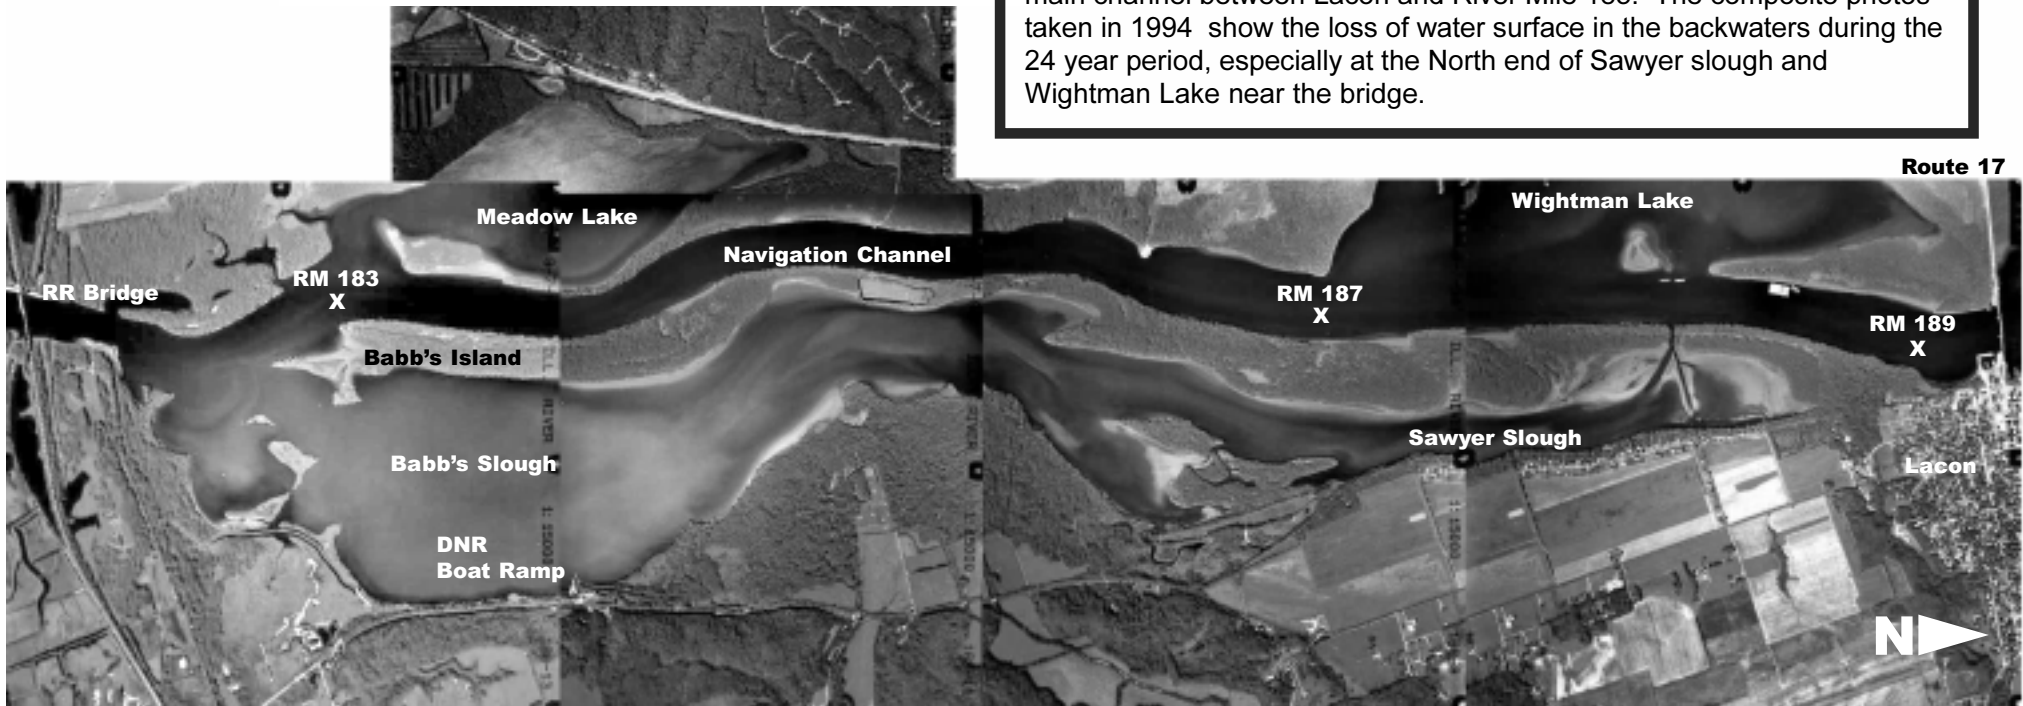 taken in 1994 show the loss of water surface in the backwaters during the
24 year period, especially at the North end of Sawyer slough and
Wightman Lake near the bridge.
Route 17
Wightman Lake
Meadow Lake
Navigation Channel
RM 183
X
RR Bridge
RM 187
X
RM 189
X
Babb's Island
Sawyer Slough
Babb's Slough
Lacon
DNR
Boat Ramp
N